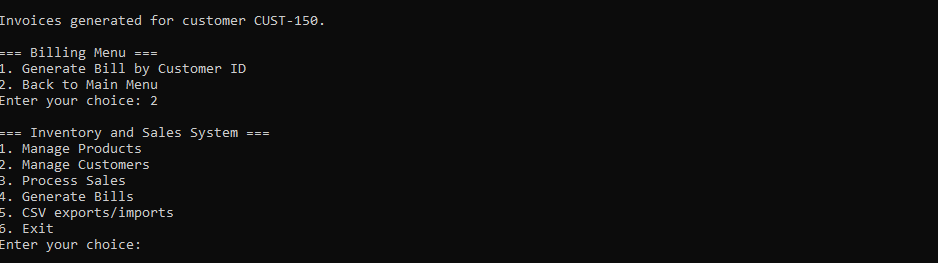 Invoices generated for customer CUST-150.
=== Billing Menu ===
1. Generate Bill by Customer ID
2. Back to Main Menu
Enter your choice: 2
=== Inventory and Sales System ===
1. Manage Products
2. Manage Customers
3. Process Sales
4. Generate Bills
5. CSV exports/imports
6. Exit
Enter your choice: